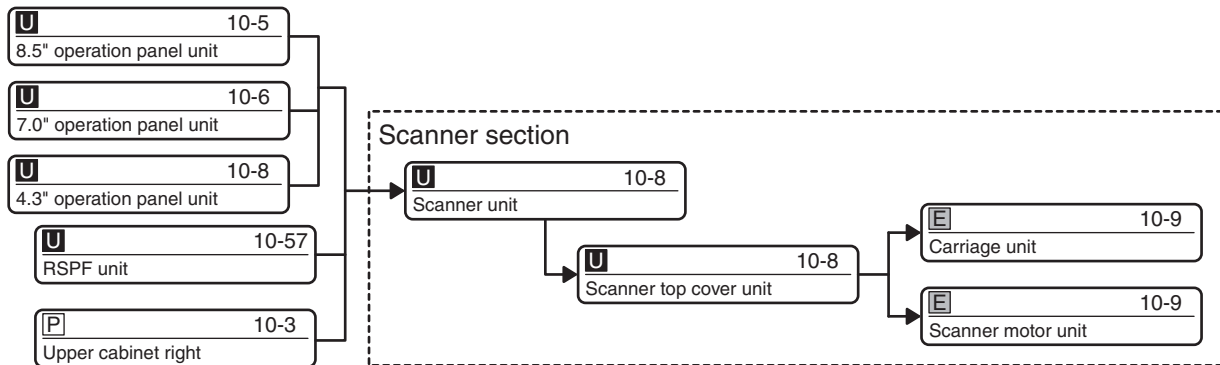 U 10-5
8.5" operation panel unit
U 10-6
7.0" operation panel unit
U 10-8
4.3" operation panel unit
U 10-57
RSPF unit
P 10-3
Upper cabinet right
Scanner section
U 10-8
Scanner unit
U 10-8
Scanner top cover unit
E 10-9
Carriage unit
E 10-9
Scanner motor unit